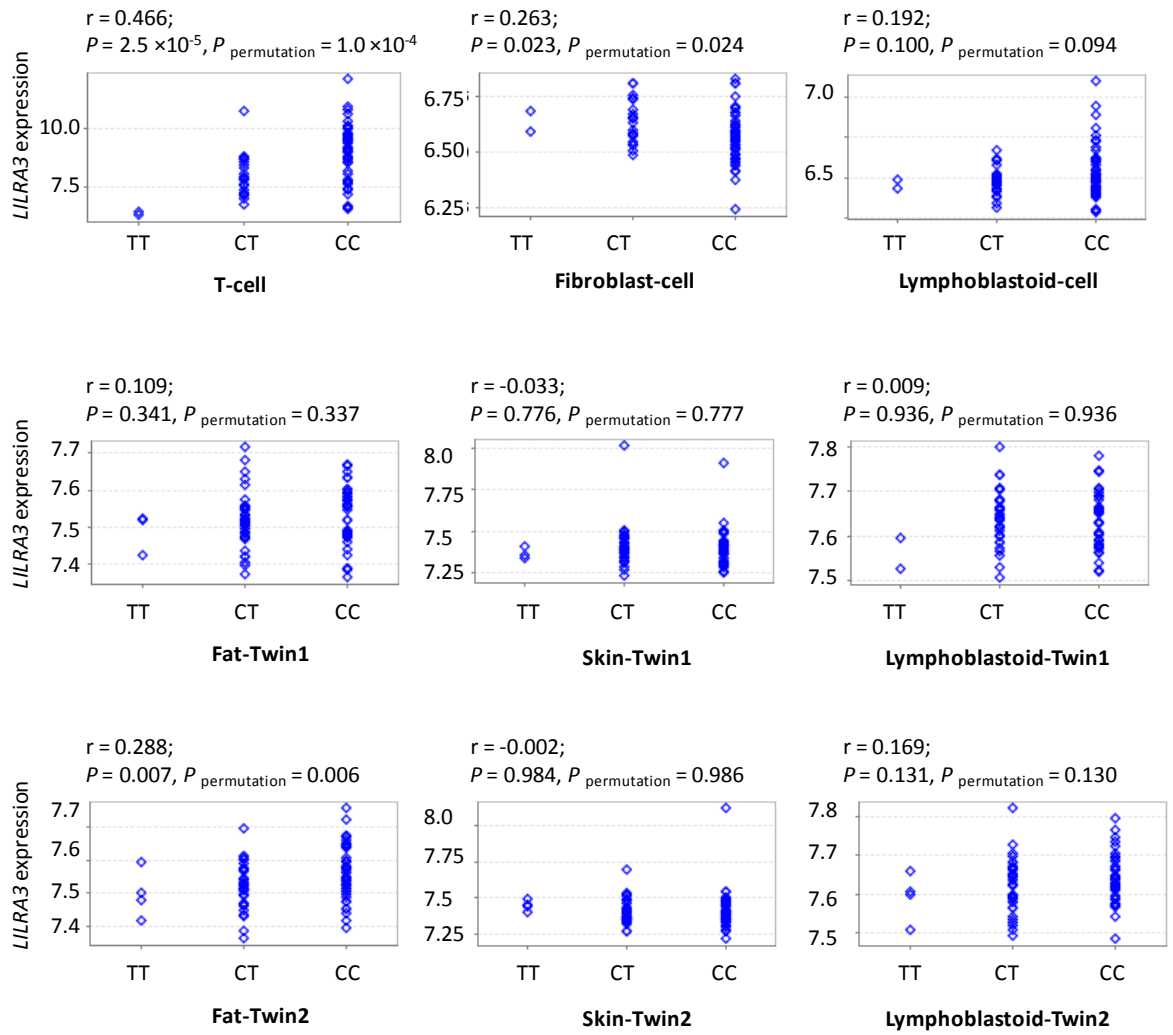 r = 0.466;
P = 2.5 ×10-5, P permutation = 1.0 ×10-4
LILRA3 expression
10.0
7.5
TT CT CC
T-cell
r = 0.263;
P = 0.023, P permutation = 0.024
6.75
6.50
6.25
TT CT CC
Fibroblast-cell
r = 0.192;
P = 0.100, P permutation = 0.094
7.0
6.5
TT CT CC
Lymphoblastoid-cell
r = 0.109;
P = 0.341, P permutation = 0.337
LILRA3 expression
7.7
7.6
7.5
7.4
TT CT CC
Fat-Twin1
r = -0.033;
P = 0.776, P permutation = 0.777
8.0
7.75
7.5
7.25
TT CT CC
Skin-Twin1
r = 0.009;
P = 0.936, P permutation = 0.936
7.8
7.7
7.6
7.5
TT CT CC
Lymphoblastoid-Twin1
r = 0.288;
P = 0.007, P permutation = 0.006
LILRA3 expression
7.7
7.6
7.5
7.4
TT CT CC
Fat-Twin2
r = -0.002;
P = 0.984, P permutation = 0.986
8.0
7.75
7.5
7.25
TT CT CC
Skin-Twin2
r = 0.169;
P = 0.131, P permutation = 0.130
7.8
7.7
7.6
7.5
TT CT CC
Lymphoblastoid-Twin2